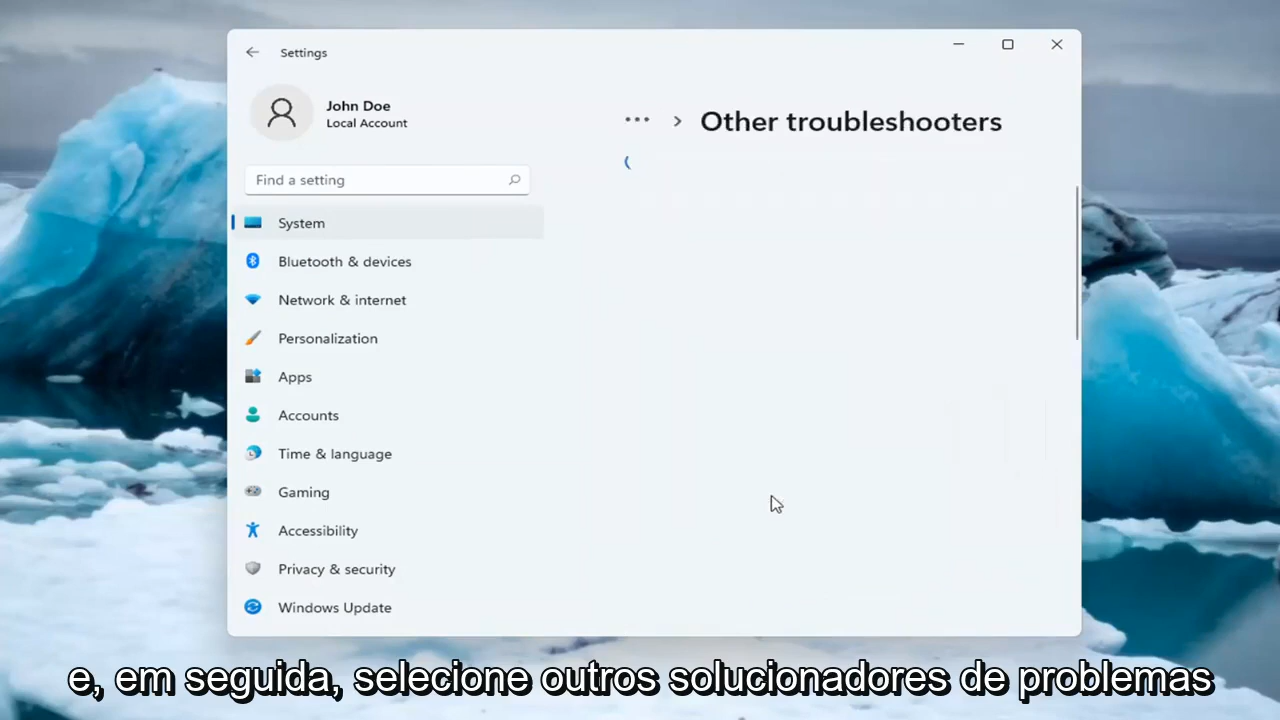 Settings
John Doe
Local Account
... > Other troubleshooters
Find a setting
System
Bluetooth & devices
Network & internet
Personalization
Apps
Accounts
Time & language
Gaming
Accessibility
Privacy & security
Windows Update
e, em seguida, selecione outros solucionadores de problemas